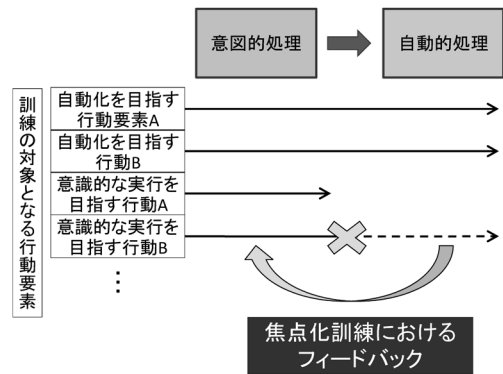 意図的処理
自動的処理
訓練の対象となる行動要素
自動化を目指す
行動要素A
自動化を目指す
行動B
意識的な実行を
目指す行動A
意識的な実行を
目指す行動B
⋮
焦点化訓練における
フィードバック